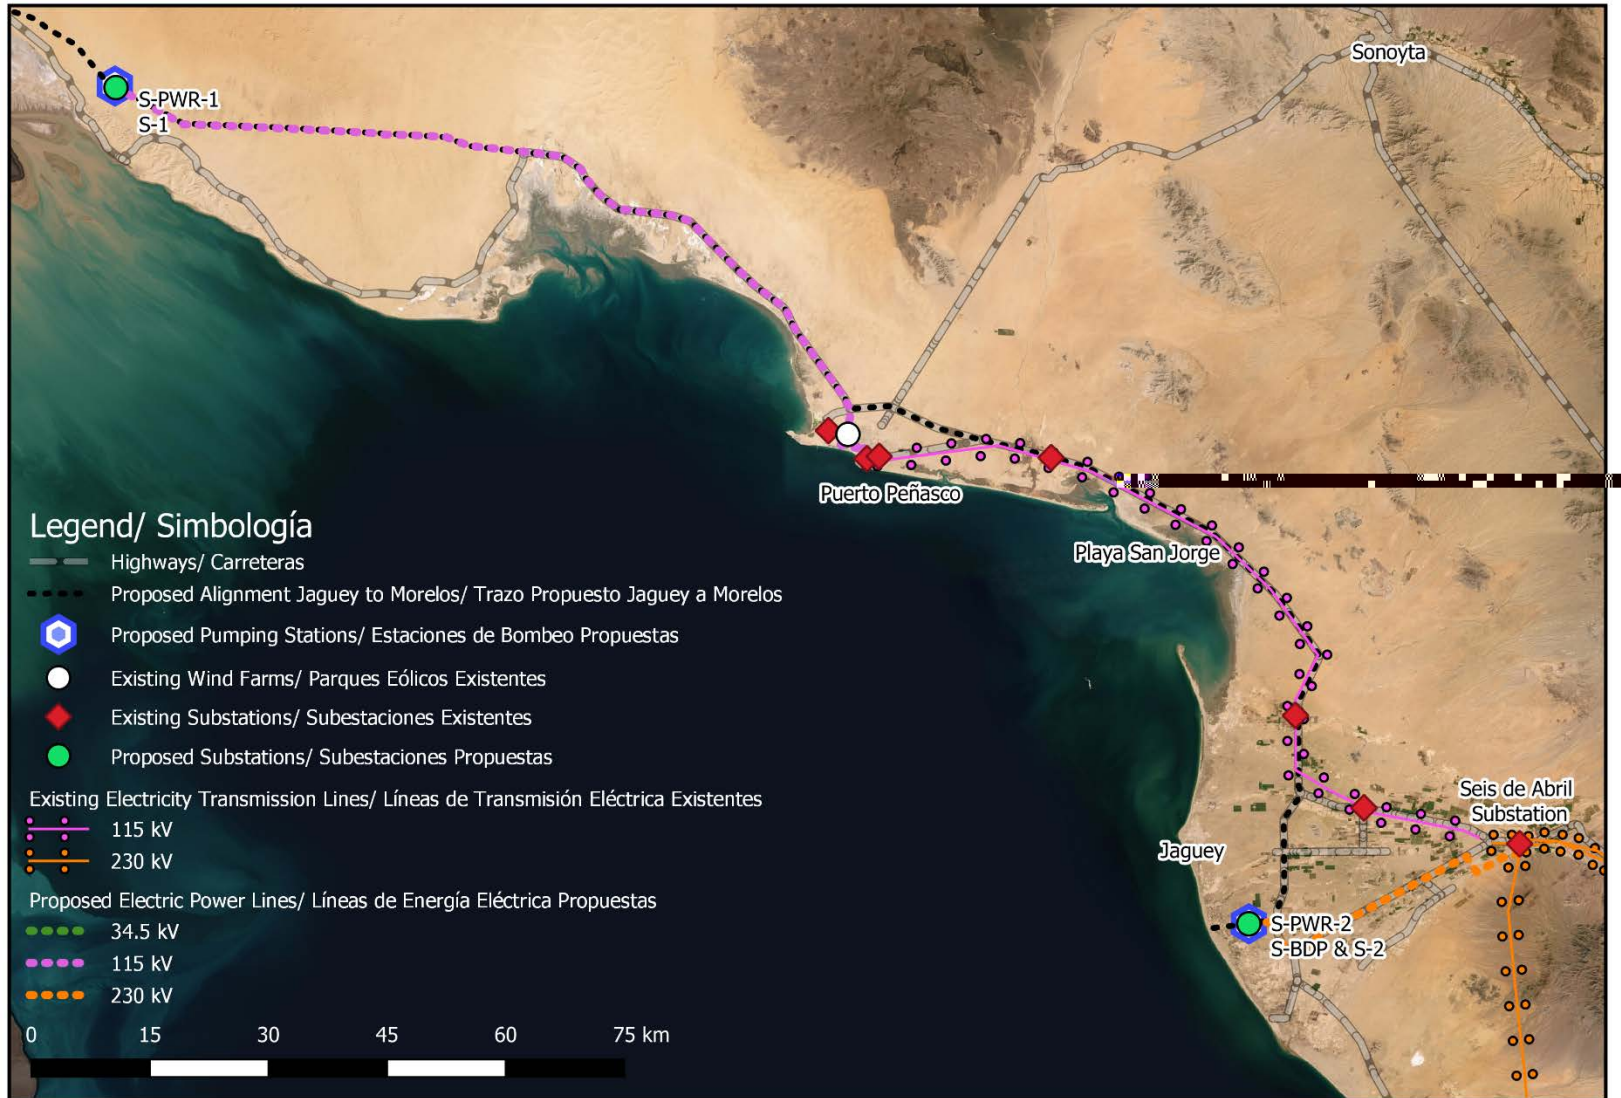 Sonoyta
S-PWR-1
S-1
Puerto Peñasco
Playa San Jorge
Seis de Abril
Substation
Jaguey
S-PWR-2
S-BDP & S-2
Legend/ Simbología
Highways/ Carreteras
Proposed Alignment Jaguey to Morelos/ Trazo Propuesto Jaguey a Morelos
Proposed Pumping Stations/ Estaciones de Bombeo Propuestas
Existing Wind Farms/ Parques Eólicos Existentes
Existing Substations/ Subestaciones Existentes
Proposed Substations/ Subestaciones Propuestas
Existing Electricity Transmission Lines/ Líneas de Transmisión Eléctrica Existentes
115 kV
230 kV
Proposed Electric Power Lines/ Líneas de Energía Eléctrica Propuestas
34.5 kV
115 kV
230 kV
0 15 30 45 60 75 km